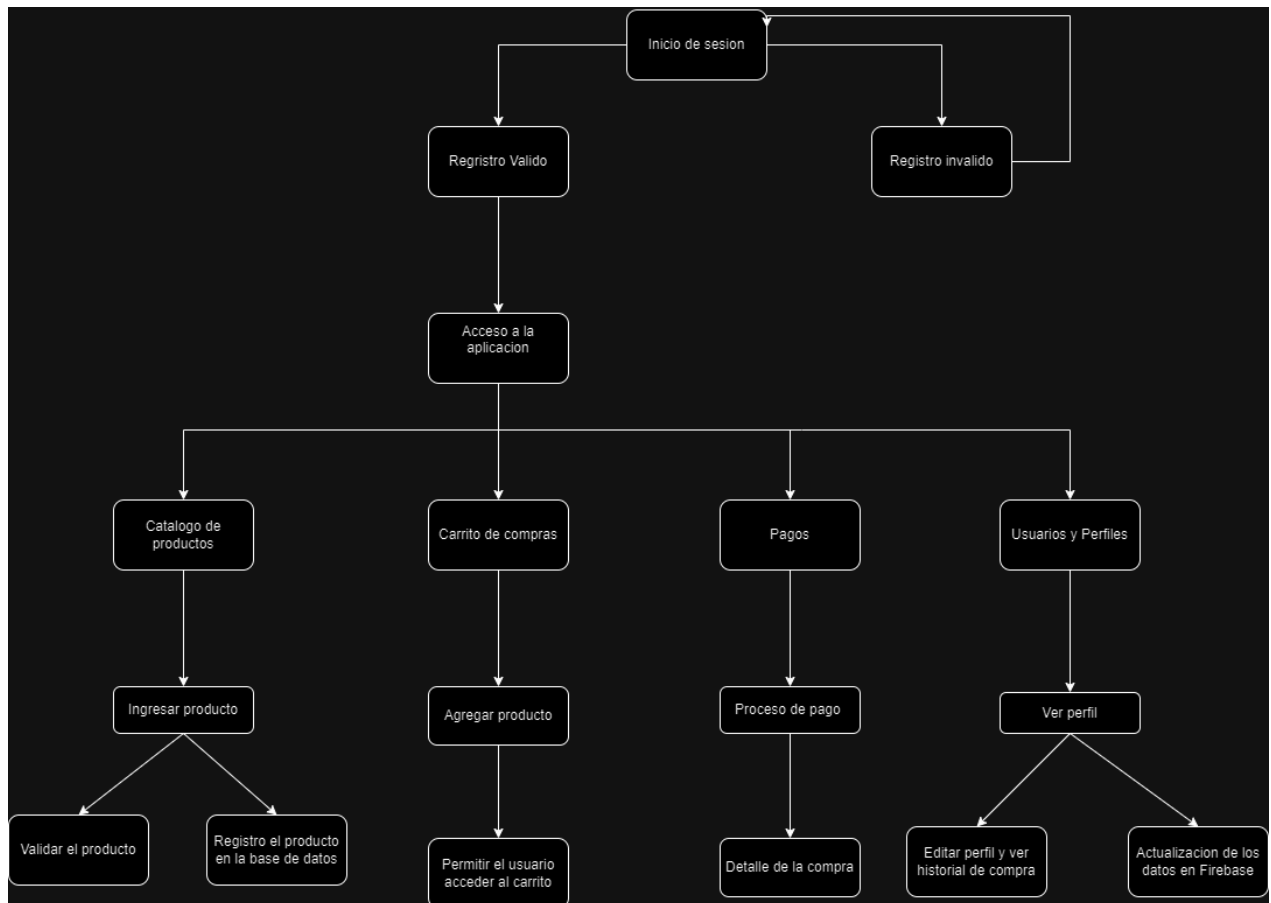 Inicio de sesion
Regristro Valido
Registro invalido
Acceso a la
aplicacion
Catalogo de
productos
Carrito de compras
Pagos
Usuarios y Perfiles
Ingresar producto
Agregar producto
Proceso de pago
Ver perfil
Validar el producto
Registro el producto
en la base de datos
Permitir el usuario
acceder al carrito
Detalle de la compra
Editar perfil y ver
historial de compra
Actualizacion de los
datos en Firebase